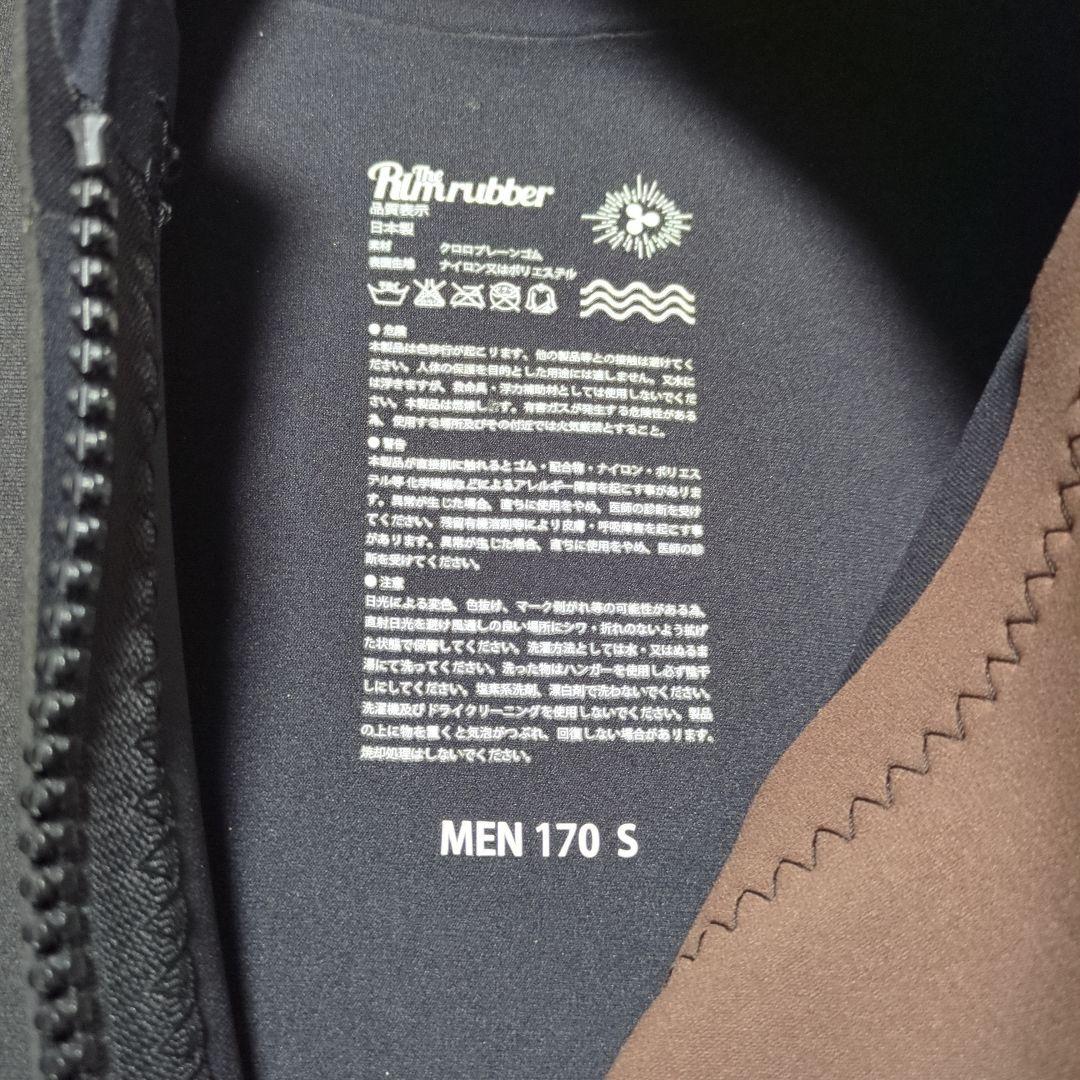 The
Rlmrubber
品質表示
日本製
素材 クロロプレーンゴム
表面生地 ナイロン又はポリエステル
●危険
本製品は色移行が起こります、他の製品等との接触は避けてく
ださい。人体の保護を目的とした用途には適しません。又水に
は浮きますが、救命具・浮力補助材としては使用しないでくだ
さい。本製品は燃焼します。有害ガスが発生する危険性がある
為、使用する場所及びその付近では火気厳禁とすること。
●警告
本製品が直接肌に触れるとゴム・配合物・ナイロン・ポリエス
テル等化学繊維などによるアレルギー障害を起こす事がありま
す。異常が生じた場合、直ちに使用をやめ、医師の診断を受け
てください。残留有機溶剤等により皮膚・呼吸障害を起こす事
があります。異常が生じた場合、直ちに使用をやめ、医師の診
断を受けてください。
●注意
日光による変色、色抜け、マーク剥がれ等の可能性がある為、
直射日光を避け風通しの良い場所にシワ・折れのないよう拡げ
た状態で保管してください。洗濯方法としては水・又はぬるま
湯にて洗ってください。洗った物はハンガーを使用し必ず陰干
しにしてください。塩素系洗剤、漂白剤で洗わないでください。
洗濯機及びドライクリーニングを使用しないでください。製品
の上に物を置くと気泡がつぶれ、回復しない場合があります。
焼却処理はしないでください。
MEN 170 S